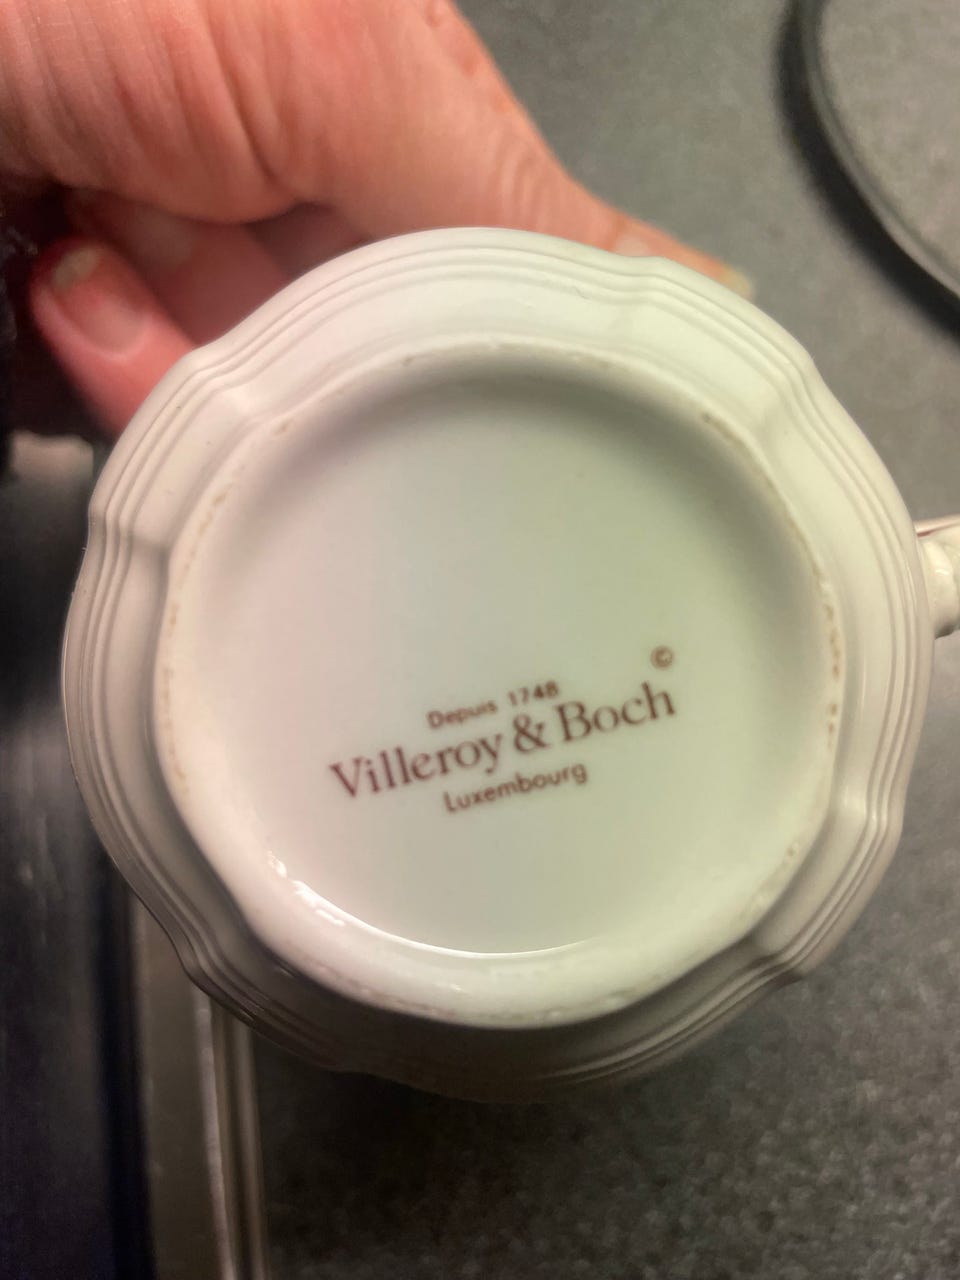 ©
Depuis 1748
Villeroy & Boch
Luxembourg